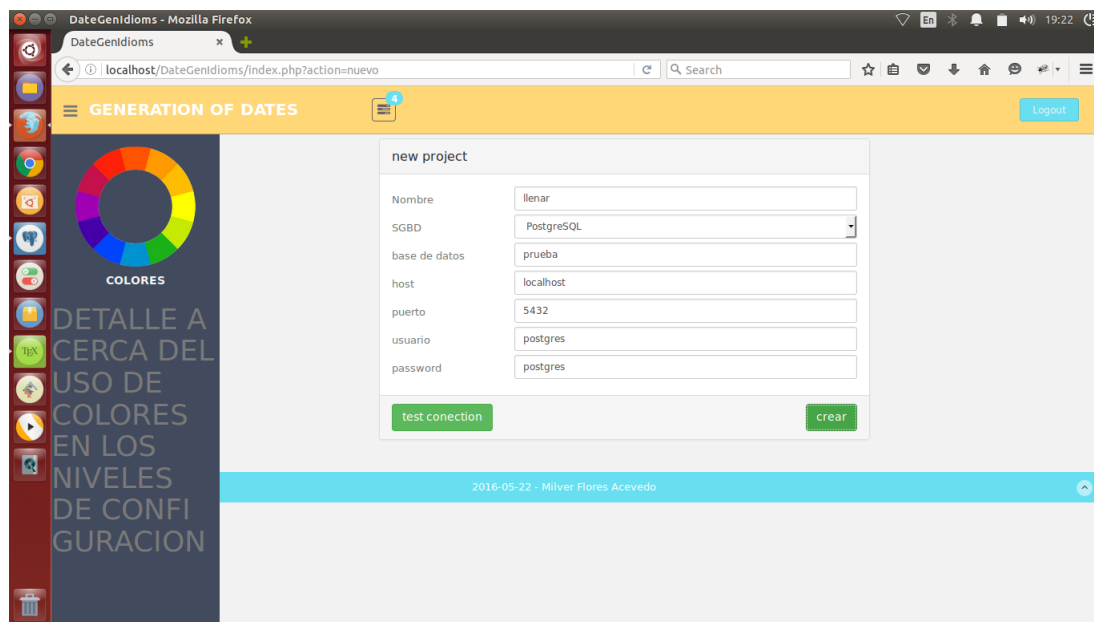 DateGenIdioms - Mozilla Firefox
En
19:22
DateGenIdioms
localhost/DateGenIdioms/index.php?action=nuevo
Search
GENERATION OF DATES
4
Logout
COLORES
DETALLE A
CERCA DEL
USO DE
COLORES
EN LOS
NIVELES
DE CONFI
GURACION
new project
Nombre
llenar
SGBD
PostgreSQL
base de datos
prueba
host
localhost
puerto
5432
usuario
postgres
password
postgres
test conection
crear
2016-05-22 - Milver Flores Acevedo
TEX